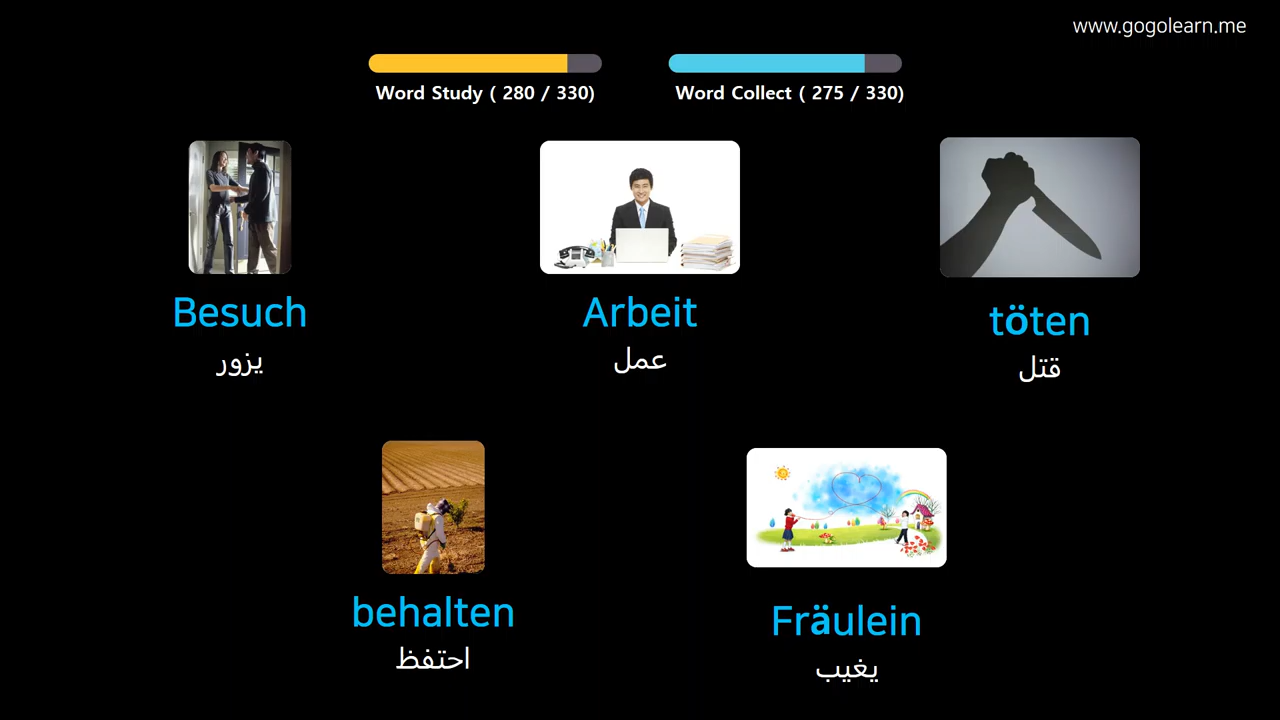 www.gogolearn.me
Word Study ( 280 / 330)
Word Collect ( 275 / 330)
Besuch
يزور
Arbeit
عمل
töten
قتل
behalten
احتفظ
Fräulein
يغيب